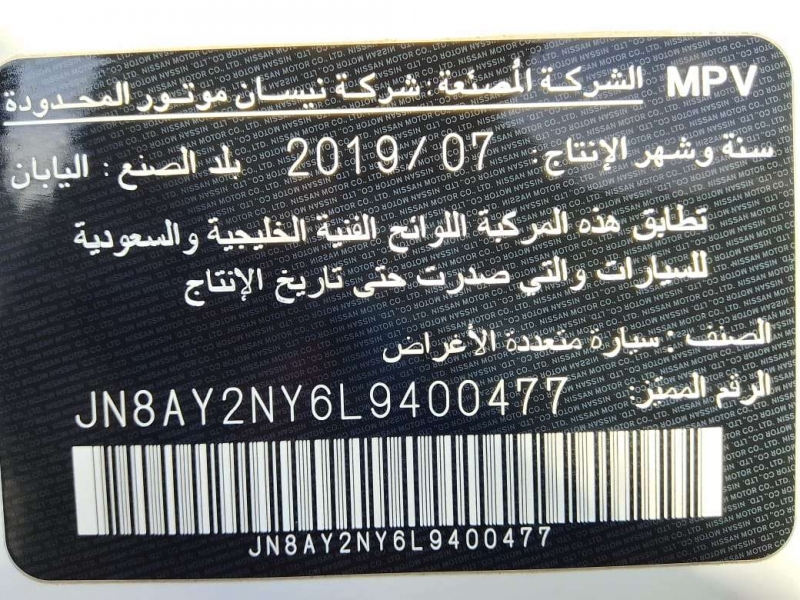 MPV الشركة المصنعة: شركة نيسان موتور المحدودة
سنة وشهر الإنتاج: 2019/07 بلد الصنع: اليابان
تطابق هذه المركبة اللوائح الفنية الخليجية والسعودية
للسيارات والتي صدرت حتى تاريخ الإنتاج
الصنف: سيارة متعددة الأغراض
الرقم المميز: JN8AY2NY6L9400477
JN8AY2NY6L9400477